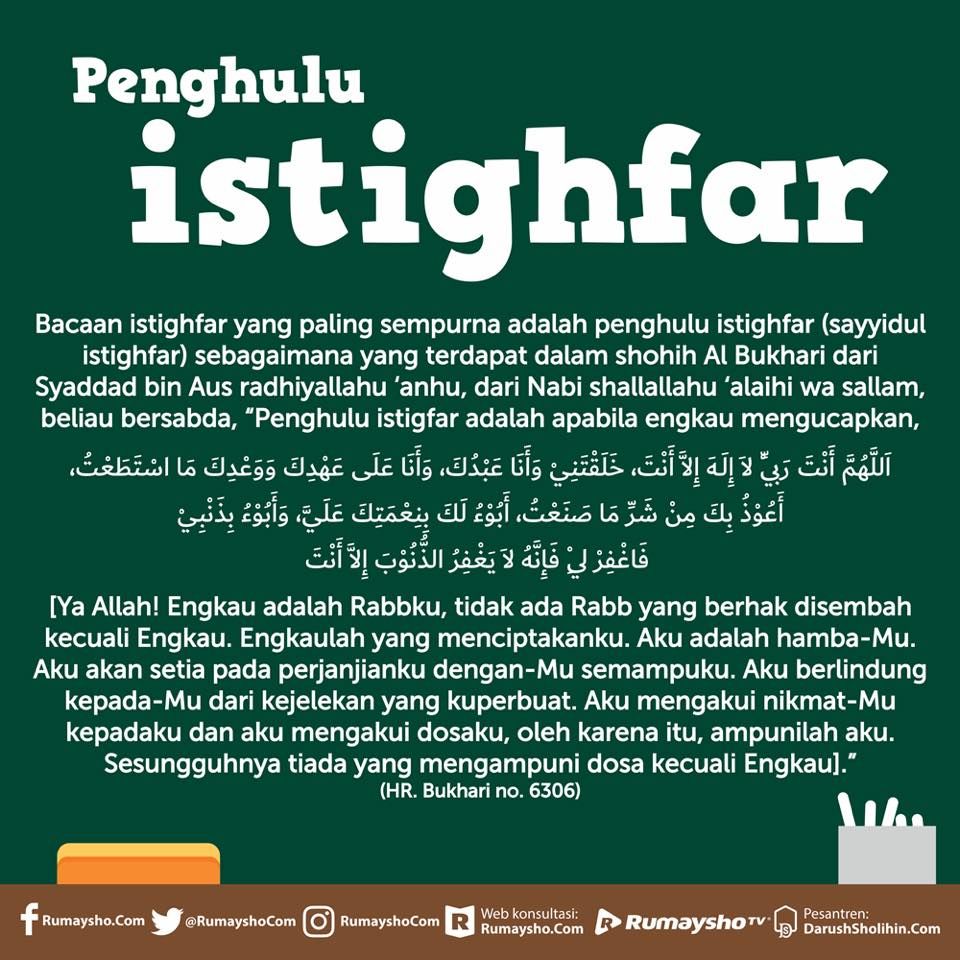 Penghulu
istighfar
Bacaan istighfar yang paling sempurna adalah penghulu istighfar (sayyidul
istighfar) sebagaimana yang terdapat dalam shohih Al Bukhari dari
Syaddad bin Aus radhiyallahu ‘anhu, dari Nabi shallallahu ‘alaihi wa sallam,
beliau bersabda, “Penghulu istigfar adalah apabila engkau mengucapkan,
اَللَّهُمَّ أَنْتَ رَبِيِّ لاَ إِلَهَ إِلاَّ أَنْتَ، خَلَقْتَنِيْ وَأَنَا عَبْدُكَ، وَأَنَا عَلَى عَهْدِكَ وَوَعْدِكَ مَا اسْتَطَعْتُ،
أَعُوْذُ بِكَ مِنْ شَرِّ مَا صَنَعْتُ، أَبُوْءُ لَكَ بِنِعْمَتِكَ عَلَيَّ، وَأَبُوْءُ بِذَنْبِيْ
فَاغْفِرْ لِيْ فَإِنَّهُ لاَ يَغْفِرُ الذُّنُوْبَ إِلاَّ أَنْتَ
[Ya Allah! Engkau adalah Rabbku, tidak ada Rabb yang berhak disembah
kecuali Engkau. Engkaulah yang menciptakanku. Aku adalah hamba-Mu.
Aku akan setia pada perjanjianku dengan-Mu semampuku. Aku berlindung
kepada-Mu dari kejelekan yang kuperbuat. Aku mengakui nikmat-Mu
kepadaku dan aku mengakui dosaku, oleh karena itu, ampunilah aku.
Sesungguhnya tiada yang mengampuni dosa kecuali Engkau].”
(HR. Bukhari no. 6306)
Rumaysho.Com @RumayshoCom RumayshoCom Web konsultasi: Rumaysho.Com Rumaysho TV Pesantren: DarushSholihin.Com